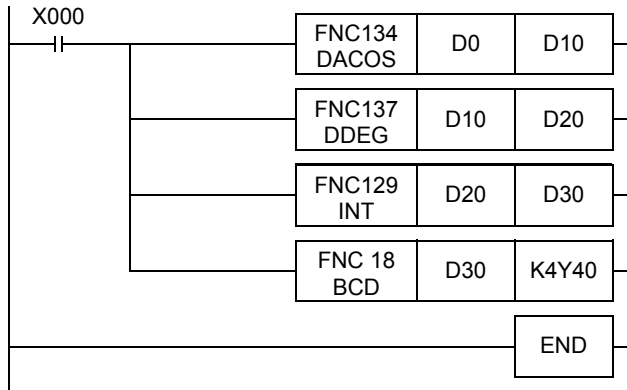 X000
FNC134
DACOS D0 D10
FNC137
DDEG D10 D20
FNC129
INT D20 D30
FNC 18
BCD D30 K4Y40
END